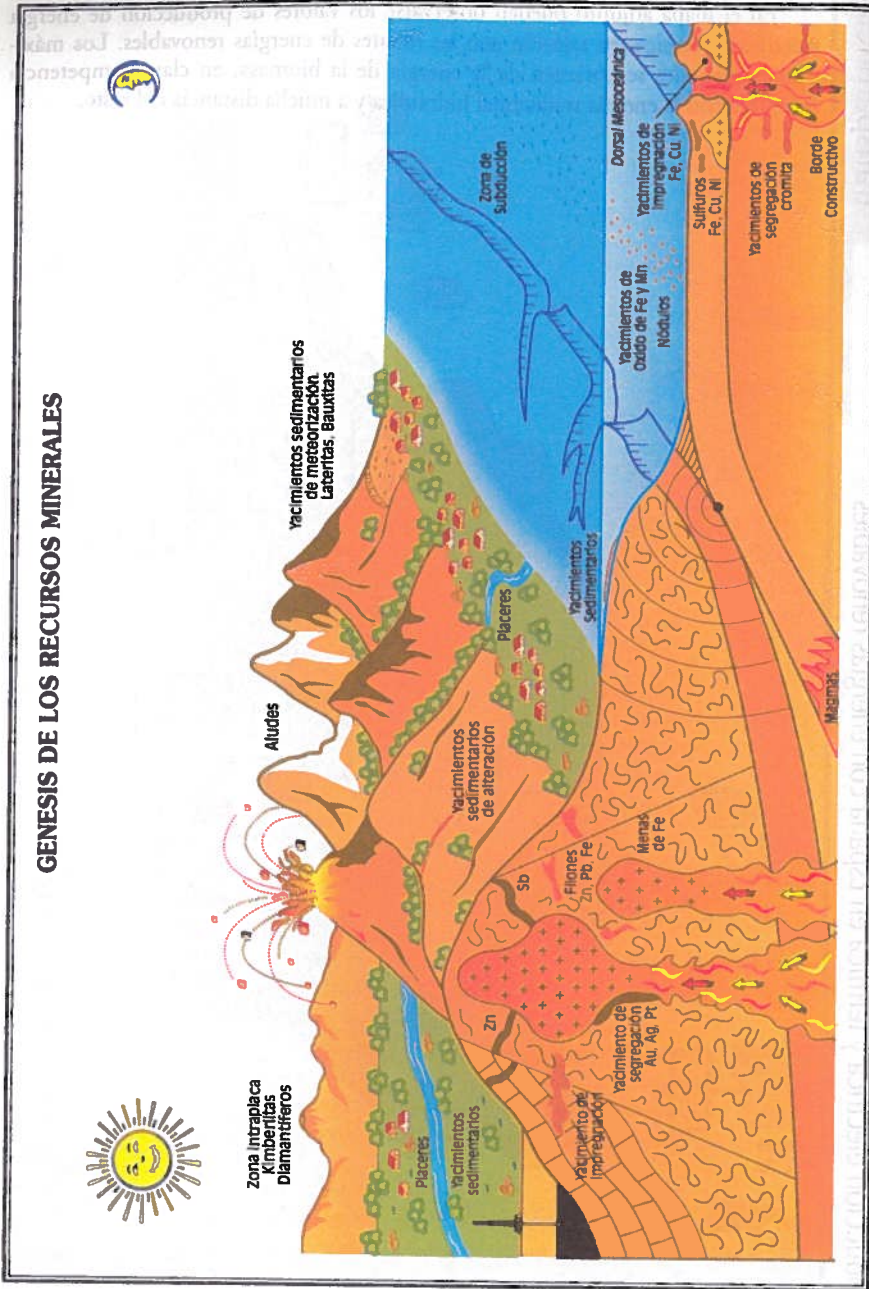 GENESIS DE LOS RECURSOS MINERALES
Zona Intraplaca
Kimberlitas
Diamantíferos
Aludes
Yacimientos sedimentarios
de meteorización.
Lateritas, Bauxitas
Placeres
Yacimientos
sedimentarios
Yacimientos
sedimentarios
de alteración
Placeres
Zona de
Subducción
Yacimientos
sedimentarios
Yacimientos de
Oxido de Fe y Mn
Nódulos
Dorsal Mesoceánica
Yacimientos de
impregnación
Fe, Cu, Ni
Sulfuros
Fe, Cu, Ni
Yacimientos de
segregación
cromita
Borde
Constructivo
Yacimiento de
Impregnación
Zn
Yacimiento de
segregación
Au, Ag, Pt
Sb
Filones
Zn, Pb, Fe
Menas
de Fe
Magmas